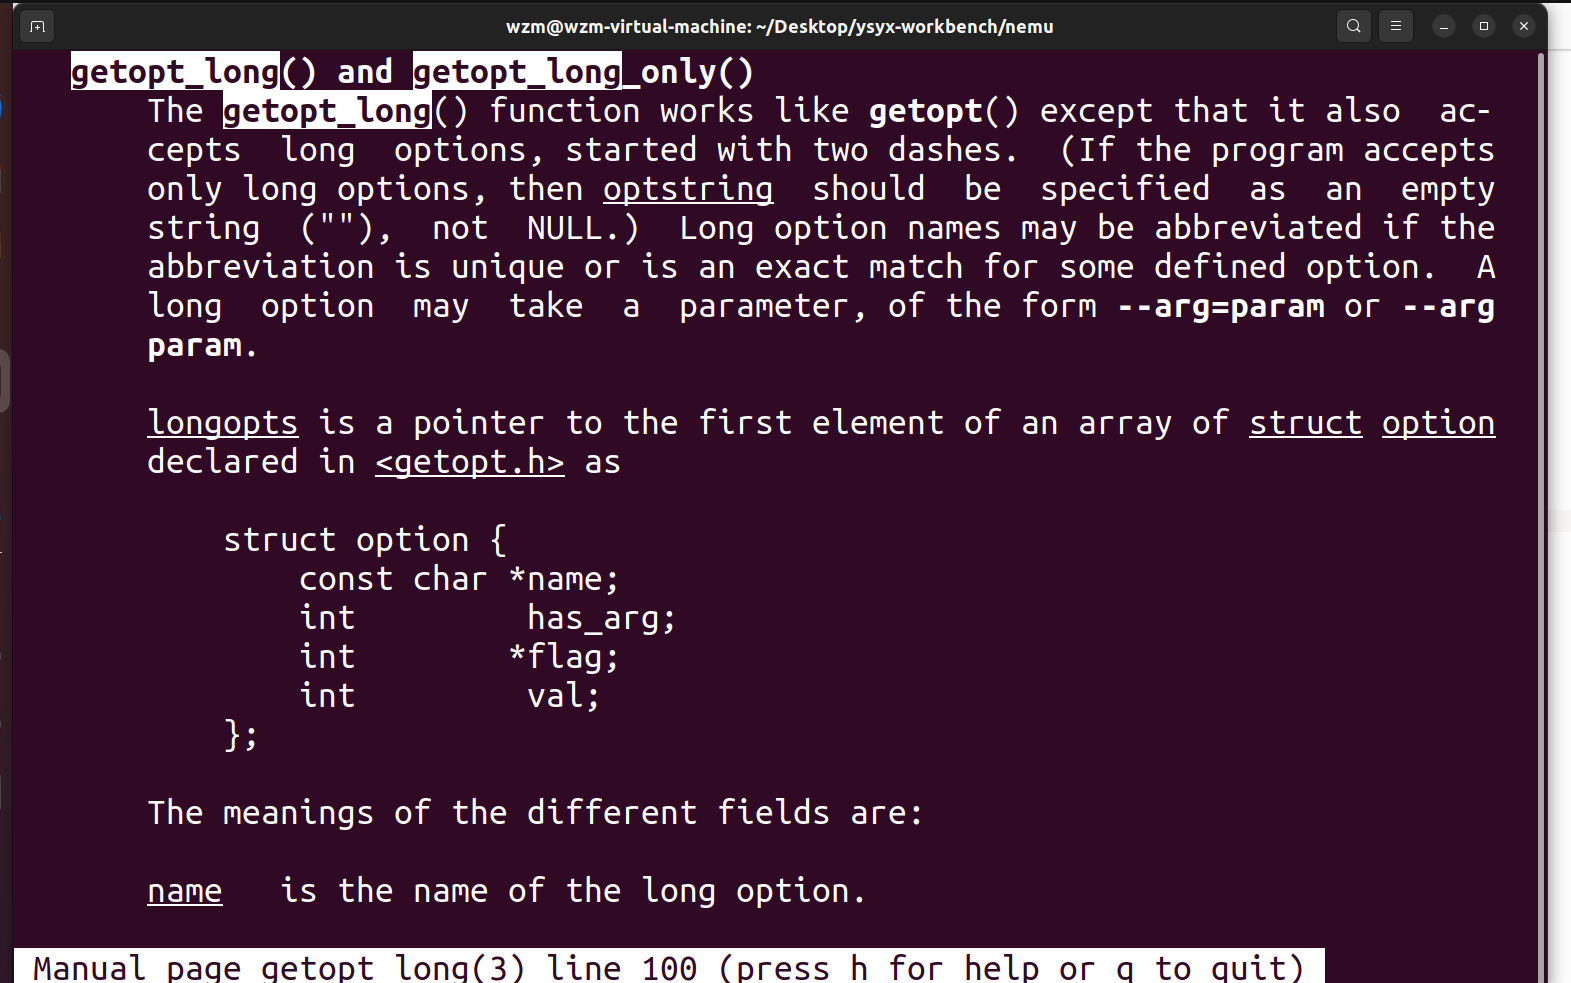 wzm@wzm-virtual-machine: ~/Desktop/ysyx-workbench/nemu
getopt_long() and getopt_long_only()
The getopt_long() function works like getopt() except that it also  ac-
cepts  long  options, started with two dashes.  (If the program accepts
only long options, then optstring  should  be  specified  as  an  empty
string  (""),  not  NULL.)  Long option names may be abbreviated if the
abbreviation is unique or is an exact match for some defined option.  A
long  option  may  take  a  parameter, of the form --arg=param or --arg
param.
longopts is a pointer to the first element of an array of struct option
declared in <getopt.h> as
struct option {
    const char *name;
    int         has_arg;
    int        *flag;
    int         val;
};
The meanings of the different fields are:
name   is the name of the long option.
Manual page getopt_long(3) line 100 (press h for help or q to quit)